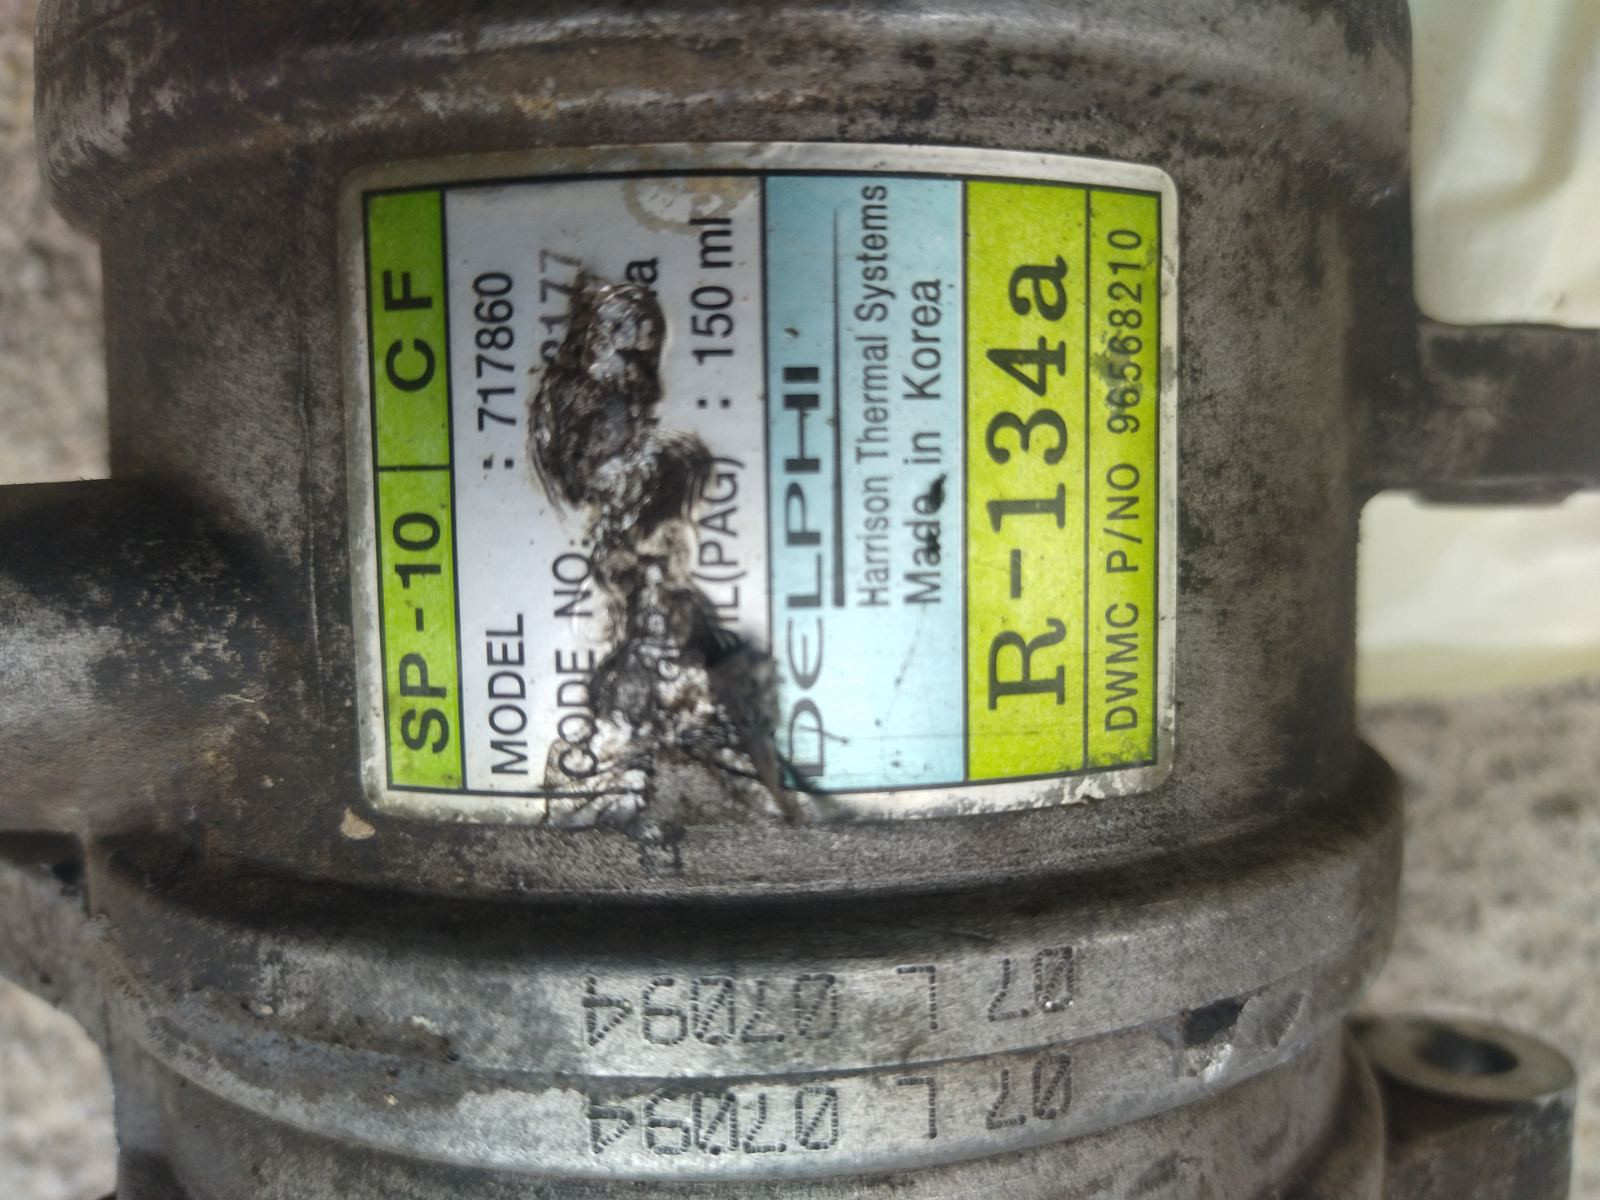 SP-10 CF
MODEL : 717860
CODE NO:
(PAG) : 150 ml
DELPHI
Harrison Thermal Systems
Made in Korea
R-134a
DWMC P/NO 96568210
07 L 07094
07 L 07094